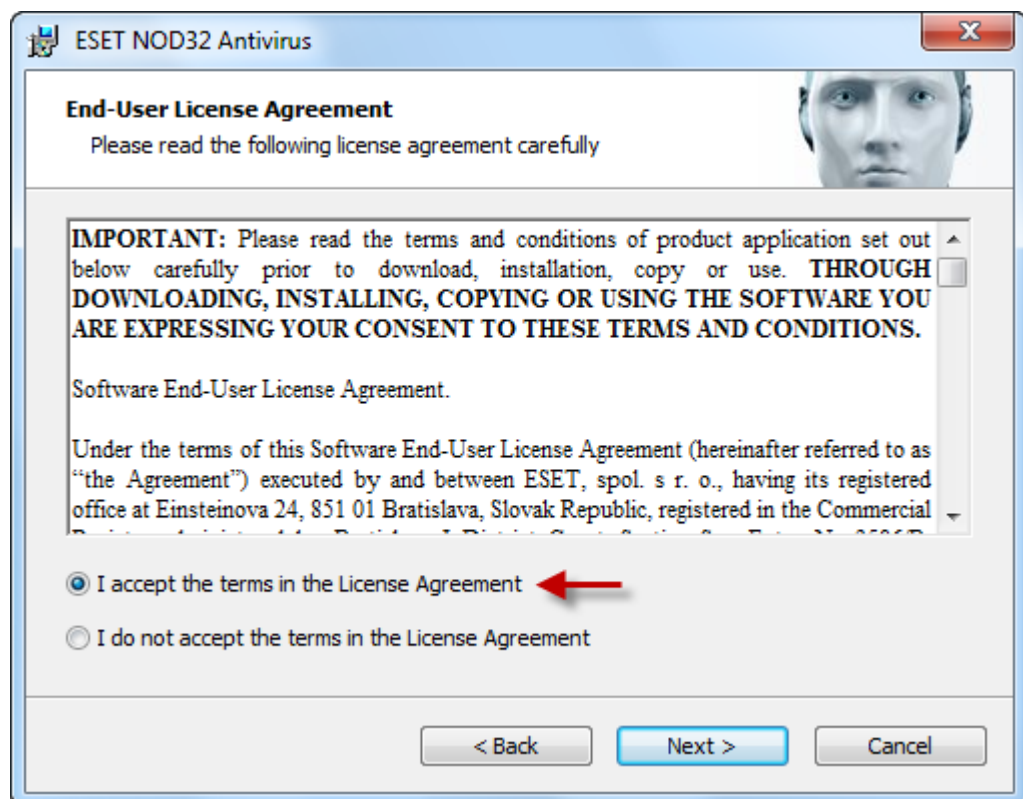 ESET NOD32 Antivirus
End-User License Agreement
Please read the following license agreement carefully
IMPORTANT: Please read the terms and conditions of product application set out
below carefully prior to download, installation, copy or use. THROUGH
DOWNLOADING, INSTALLING, COPYING OR USING THE SOFTWARE YOU
ARE EXPRESSING YOUR CONSENT TO THESE TERMS AND CONDITIONS.
Software End-User License Agreement.
Under the terms of this Software End-User License Agreement (hereinafter referred to as
“the Agreement”) executed by and between ESET, spol. s r. o., having its registered
office at Einsteinova 24, 851 01 Bratislava, Slovak Republic, registered in the Commercial
I accept the terms in the License Agreement
I do not accept the terms in the License Agreement
< Back
Next >
Cancel